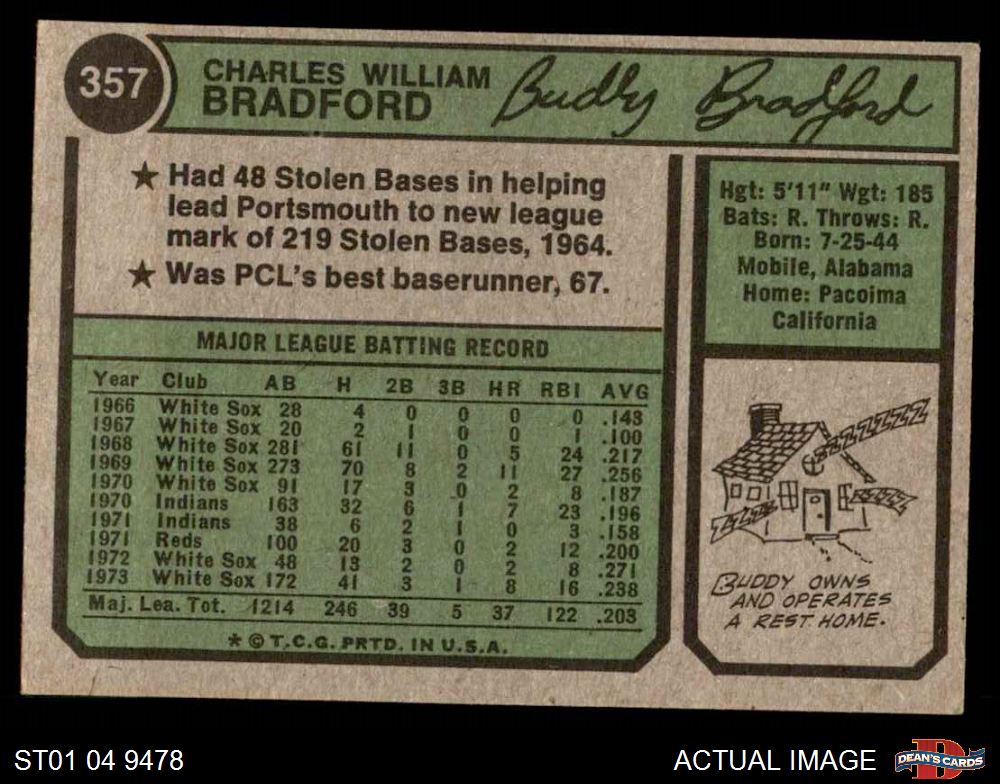 357
CHARLES WILLIAM
BRADFORD
Buddy Bradford
★ Had 48 Stolen Bases in helping
lead Portsmouth to new league
mark of 219 Stolen Bases, 1964.
★ Was PCL's best baserunner, 67.
Hgt: 5'11" Wgt: 185
Bats: R. Throws: R.
Born: 7-25-44
Mobile, Alabama
Home: Pacoima
California
MAJOR LEAGUE BATTING RECORD
Year Club AB H 2B 3B HR RBI AVG
1966 White Sox 28 4 0 0 0 0 .143
1967 White Sox 20 2 1 0 0 1 .100
1968 White Sox 281 61 11 0 5 24 .217
1969 White Sox 273 70 8 2 11 27 .256
1970 White Sox 91 17 3 0 2 8 .187
1970 Indians 163 32 6 1 7 23 .196
1971 Indians 38 6 2 1 0 3 .158
1971 Reds 100 20 3 0 2 12 .200
1972 White Sox 48 13 2 0 2 8 .271
1973 White Sox 172 41 3 1 8 16 .238
Maj. Lea. Tot. 1214 246 39 5 37 122 .203
* © T.C.G. PRTD. IN U.S.A.
ZZZZZZZ
ZZZZ
ZZZZ
BUDDY OWNS
AND OPERATES
A REST HOME.
ST01 04 9478
ACTUAL IMAGE
D
DEAN'S CARDS